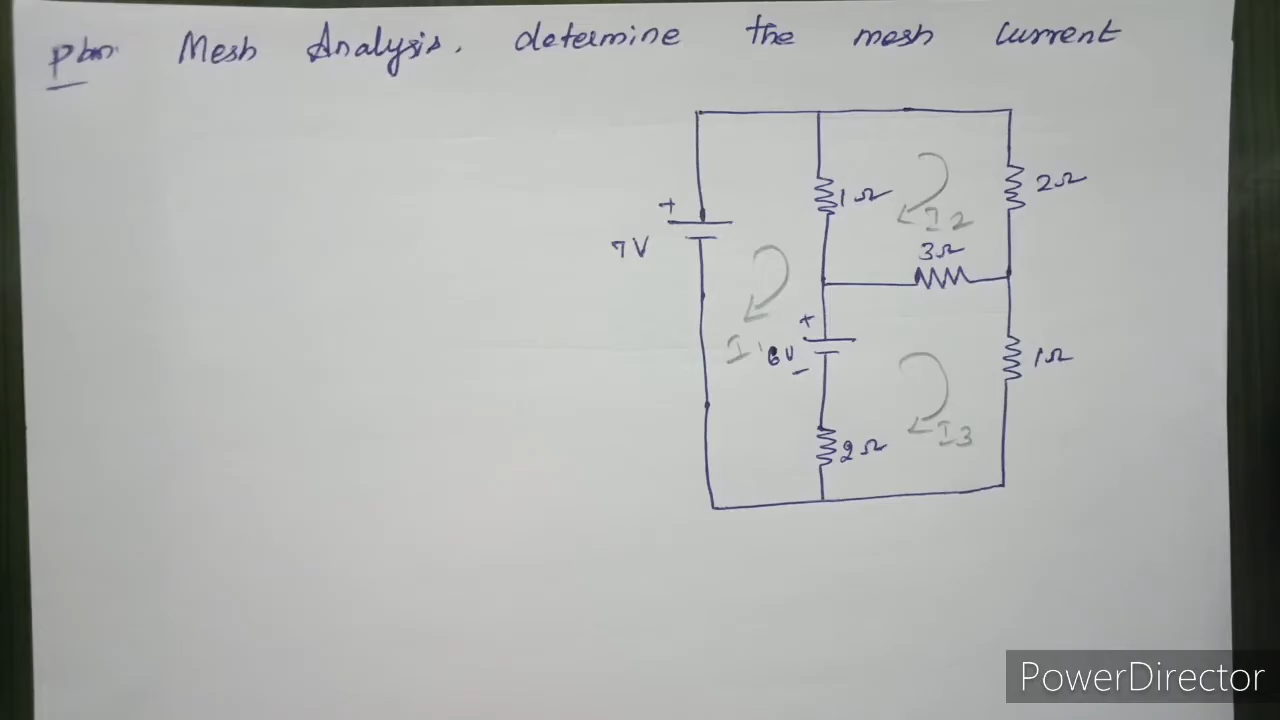 pbm Mesh Analysis. determine the mesh current
+
7V
1Ω
I2
2Ω
3Ω
I1
+
6V
-
1Ω
I3
2Ω
PowerDirector